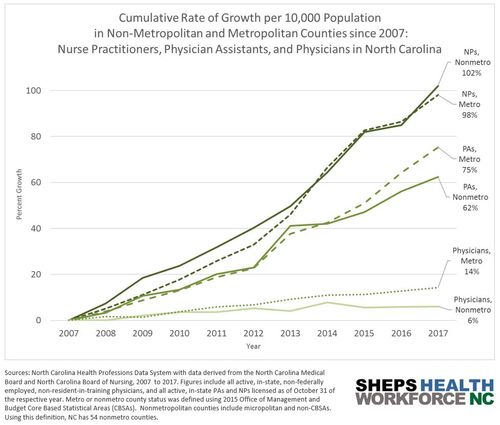 Cumulative Rate of Growth per 10,000 Population
in Non-Metropolitan and Metropolitan Counties since 2007:
Nurse Practitioners, Physician Assistants, and Physicians in North Carolina
NPs,
Nonmetro
102%
NPs,
Metro
98%
PAs,
Metro
75%
PAs,
Nonmetro
62%
Physicians,
Metro
14%
Physicians,
Nonmetro
6%
Percent Growth
100
80
60
40
20
0
2007 2008 2009 2010 2011 2012 2013 2014 2015 2016 2017
Year
Sources: North Carolina Health Professions Data System with data derived from the North Carolina Medical
Board and North Carolina Board of Nursing, 2007 to 2017. Figures include all active, in-state, non-federally
employed, non-resident-in-training physicians, and all active, in-state PAs and NPs licensed as of October 31 of
the respective year. Metro or nonmetro county status was defined using 2015 Office of Management and
Budget Core Based Statistical Areas (CBSAs). Nonmetropolitan counties include micropolitan and non-CBSAs.
Using this definition, NC has 54 nonmetro counties.
SHEPS HEALTH
WORKFORCE NC